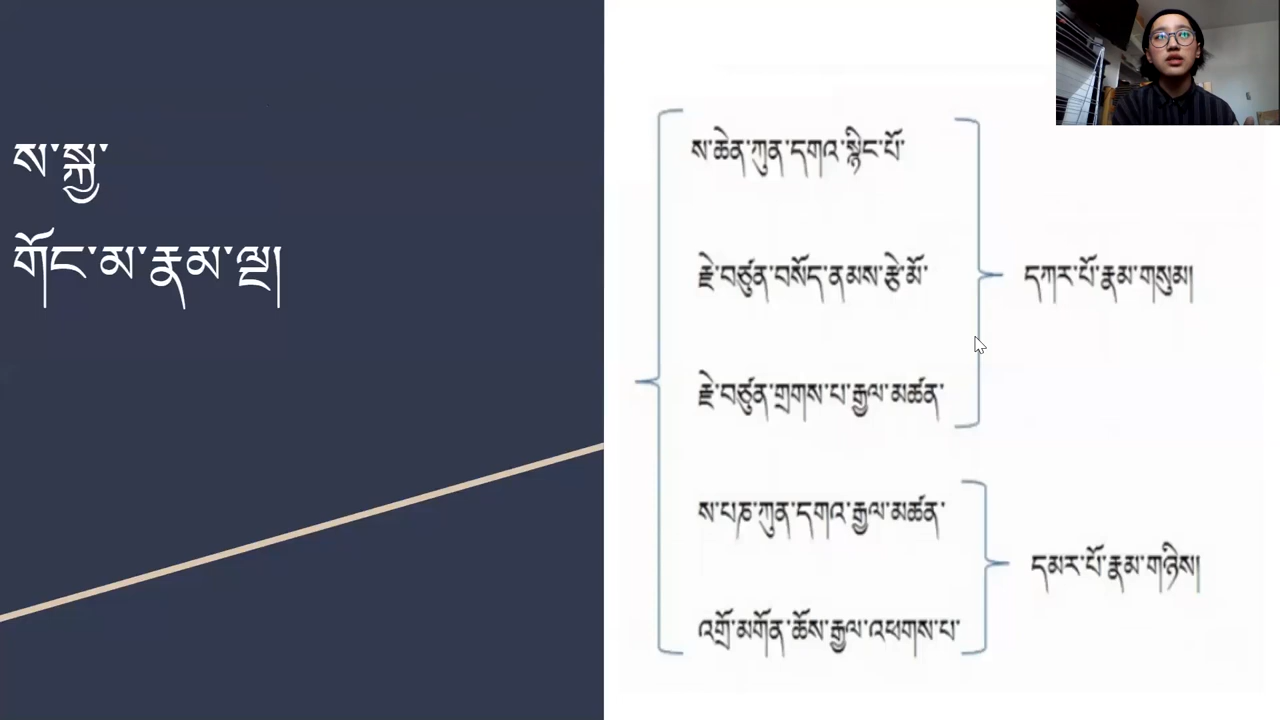 ས་སྐྱ་
གོང་མ་རྣམ་ལྔ།
ས་ཆེན་ཀུན་དགའ་སྙིང་པོ་
རྗེ་བཙུན་བསོད་ནམས་རྩེ་མོ་
རྗེ་བཙུན་གྲགས་པ་རྒྱལ་མཚན་
དཀར་པོ་རྣམ་གསུམ།
ས་པཎ་ཀུན་དགའ་རྒྱལ་མཚན་
འགྲོ་མགོན་ཆོས་རྒྱལ་འཕགས་པ་
དམར་པོ་རྣམ་གཉིས།